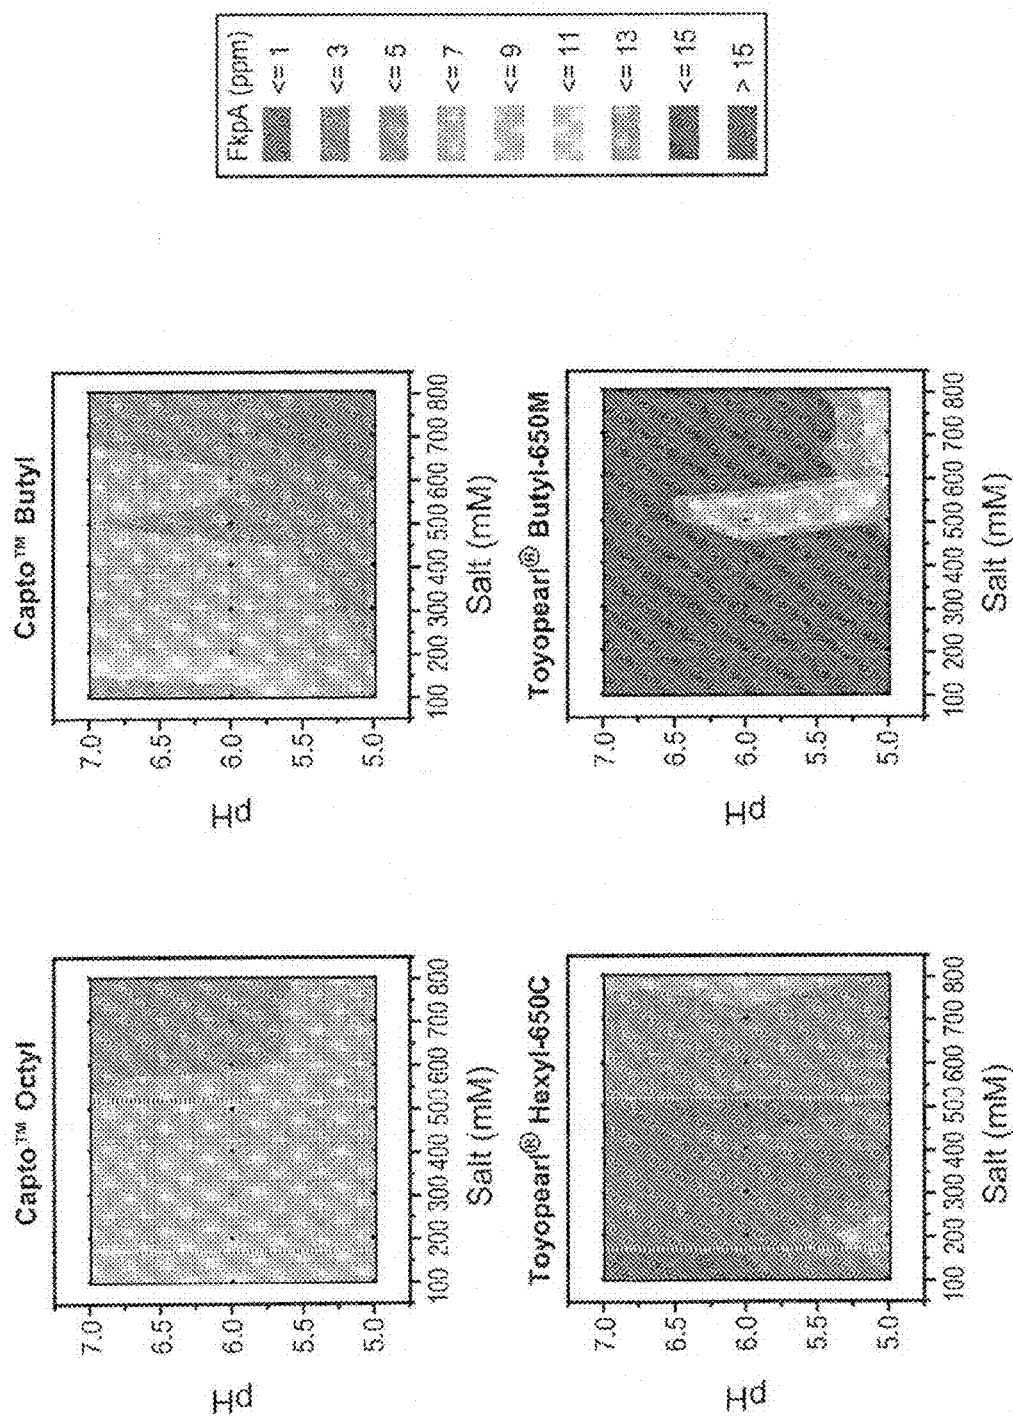 Capto™ Octyl
pH
7.0
6.5
6.0
5.5
5.0
100 200 300 400 500 600 700 800
Salt (mM)
Capto™ Butyl
pH
7.0
6.5
6.0
5.5
5.0
100 200 300 400 500 600 700 800
Salt (mM)
FkpA (ppm)
<= 1
<= 3
<= 5
<= 7
<= 9
<= 11
<= 13
<= 15
> 15
Toyopearl® Hexyl-650C
pH
7.0
6.5
6.0
5.5
5.0
100 200 300 400 500 600 700 800
Salt (mM)
Toyopearl® Butyl-650M
pH
7.0
6.5
6.0
5.5
5.0
100 200 300 400 500 600 700 800
Salt (mM)